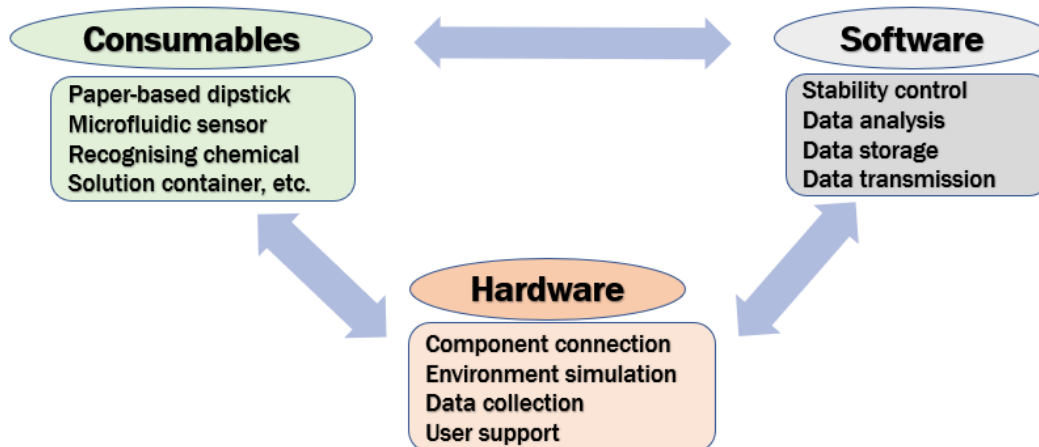 Consumables
Paper-based dipstick
Microfluidic sensor
Recognising chemical
Solution container, etc.
Software
Stability control
Data analysis
Data storage
Data transmission
Hardware
Component connection
Environment simulation
Data collection
User support